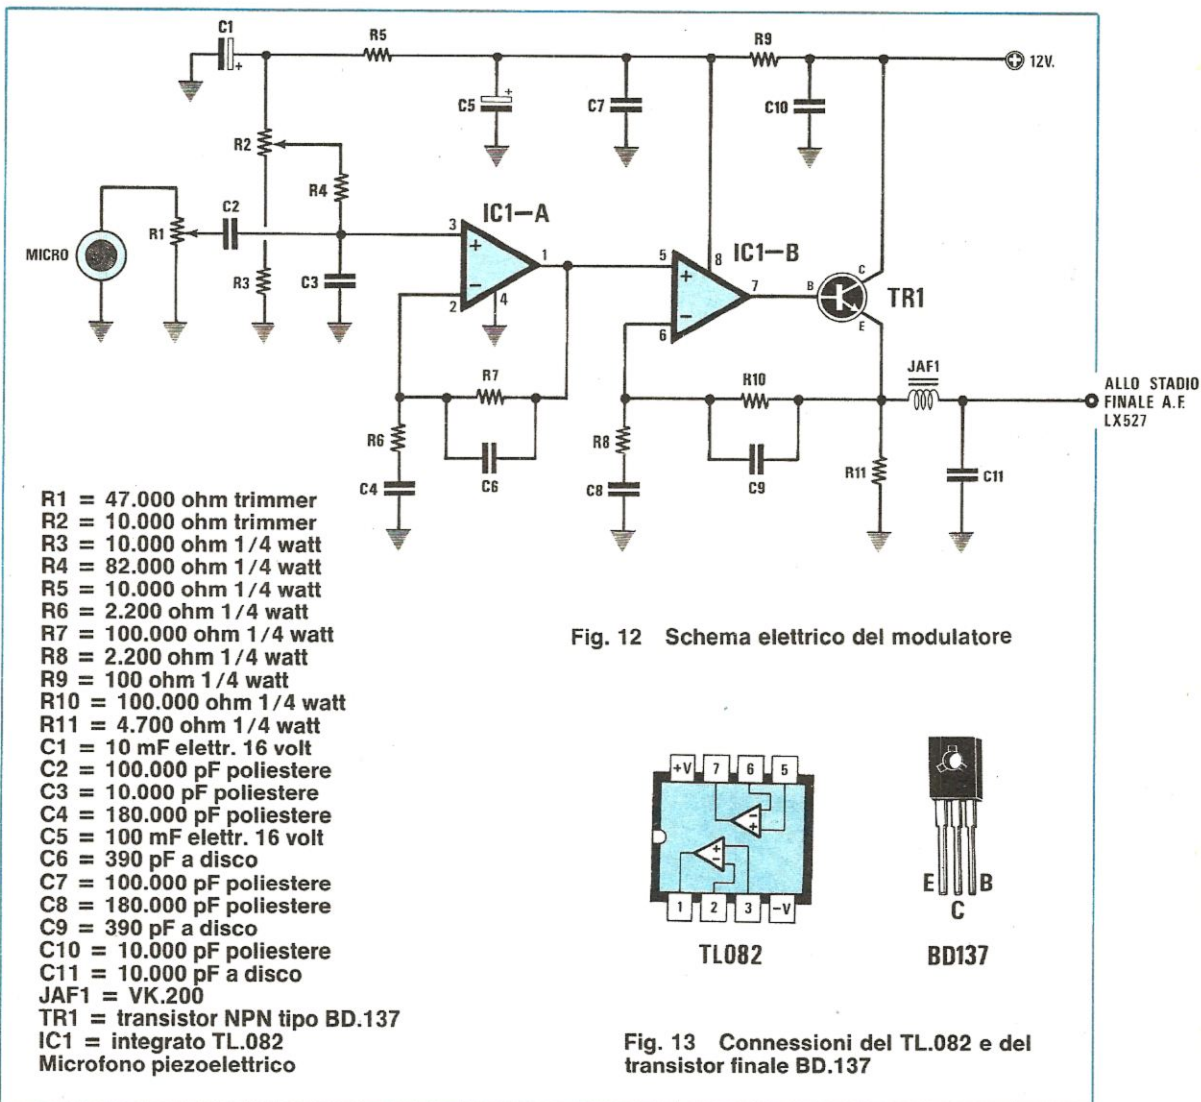 C1
R5
R9
12V.
C5
C7
C10
R2
R4
C2
IC1-A
MICRO
R1
3
+
1
5
+
8
IC1-B
7
B
C
TR1
E
R3
C3
−
2
4
−
6
JAF1
R7
R10
ALLO STADIO
FINALE A.F.
LX527
R6
R8
C4
C6
C8
C9
R11
C11
R1 = 47.000 ohm trimmer
R2 = 10.000 ohm trimmer
R3 = 10.000 ohm 1/4 watt
R4 = 82.000 ohm 1/4 watt
R5 = 10.000 ohm 1/4 watt
R6 = 2.200 ohm 1/4 watt
R7 = 100.000 ohm 1/4 watt
R8 = 2.200 ohm 1/4 watt
R9 = 100 ohm 1/4 watt
R10 = 100.000 ohm 1/4 watt
R11 = 4.700 ohm 1/4 watt
C1 = 10 mF elettr. 16 volt
C2 = 100.000 pF poliestere
C3 = 10.000 pF poliestere
C4 = 180.000 pF poliestere
C5 = 100 mF elettr. 16 volt
C6 = 390 pF a disco
C7 = 100.000 pF poliestere
C8 = 180.000 pF poliestere
C9 = 390 pF a disco
C10 = 10.000 pF poliestere
C11 = 10.000 pF a disco
JAF1 = VK.200
TR1 = transistor NPN tipo BD.137
IC1 = integrato TL.082
Microfono piezoelettrico
Fig. 12 Schema elettrico del modulatore
+V 7 6 5
1 2 3 -V
TL082
E B
C
BD137
Fig. 13 Connessioni del TL.082 e del
transistor finale BD.137